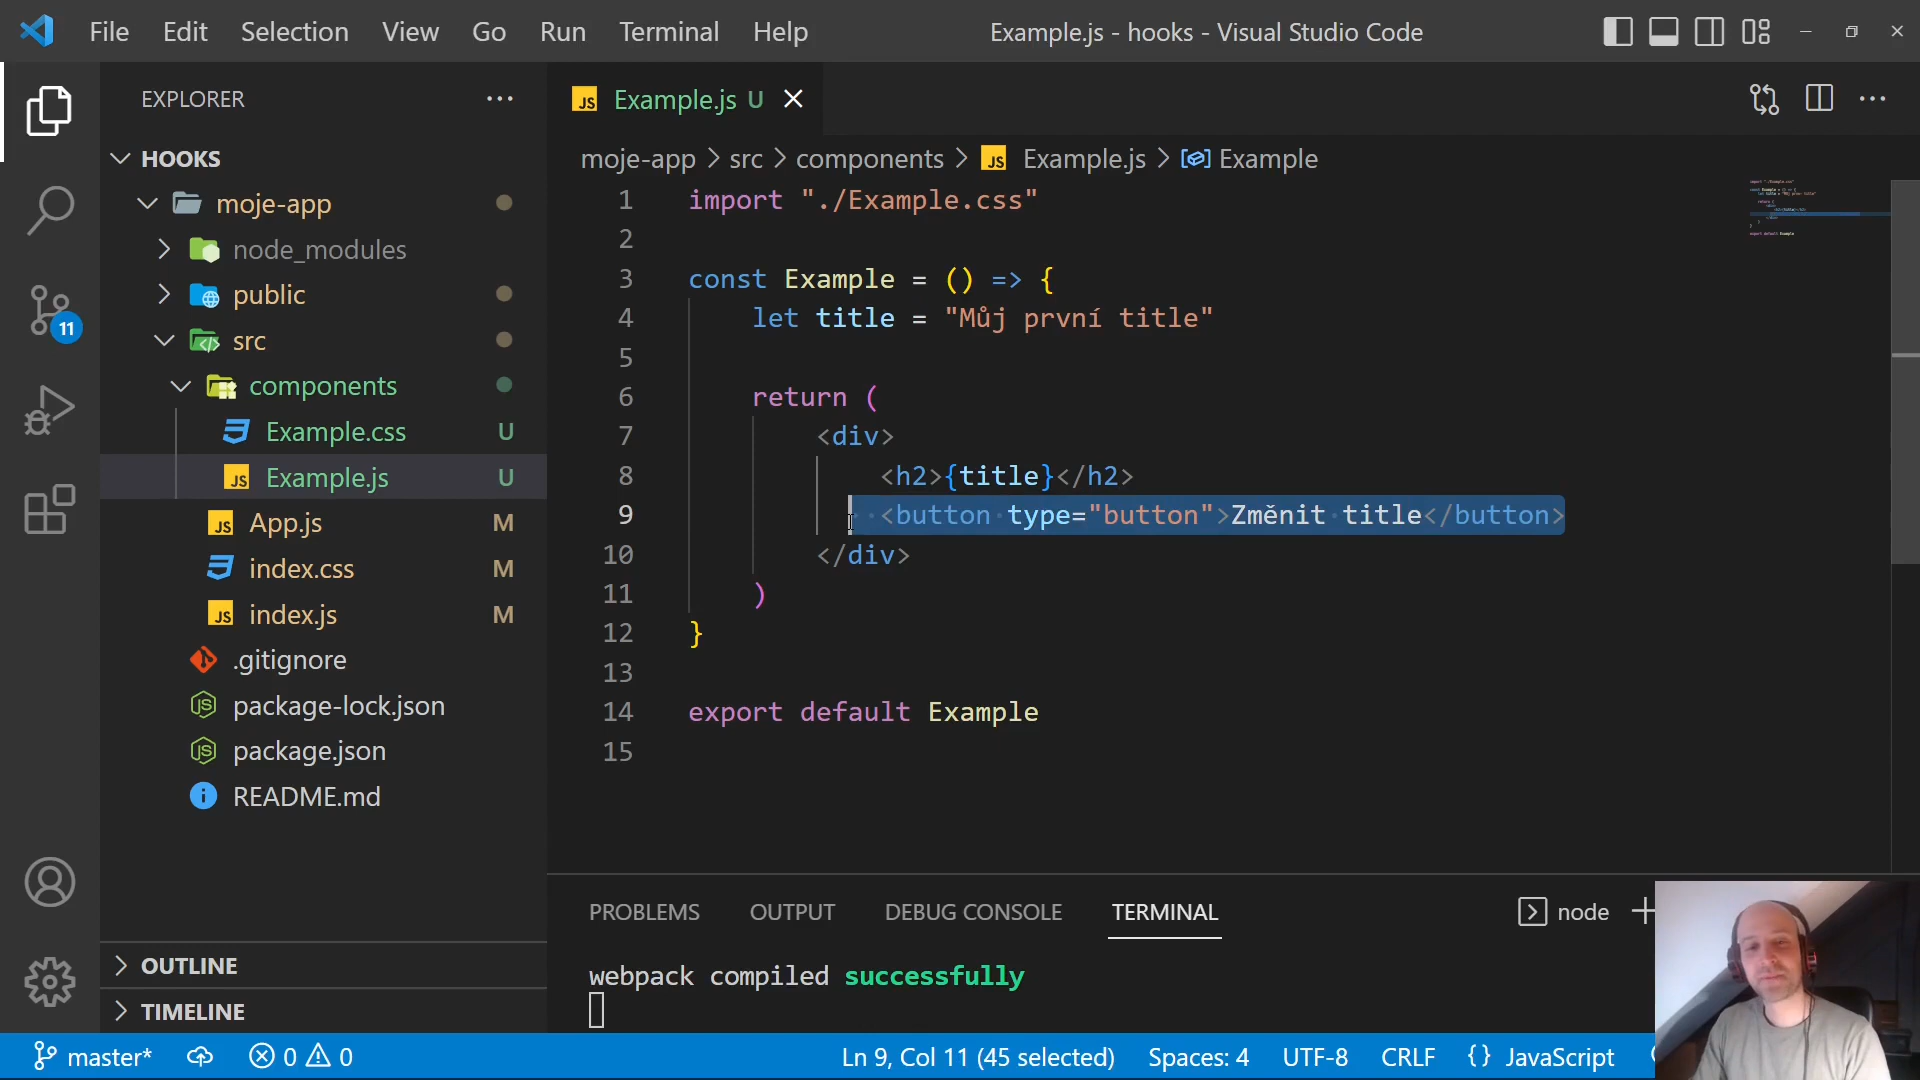 File Edit Selection View Go Run Terminal Help
Example.js - hooks - Visual Studio Code
EXPLORER
HOOKS
moje-app
node_modules
public
src
components
Example.css U
Example.js U
App.js M
index.css M
index.js M
.gitignore
package-lock.json
package.json
README.md
OUTLINE
TIMELINE
11
Example.js U
moje-app > src > components > Example.js > Example
1 import "./Example.css"
2
3 const Example = () => {
4 let title = "Můj první title"
5
6 return (
7 <div>
8 <h2>{title}</h2>
9 <button type="button">Změnit title</button>
10 </div>
11 )
12 }
13
14 export default Example
15
PROBLEMS OUTPUT DEBUG CONSOLE TERMINAL
node
webpack compiled successfully
master* 0 0
Ln 9, Col 11 (45 selected) Spaces: 4 UTF-8 CRLF {} JavaScript